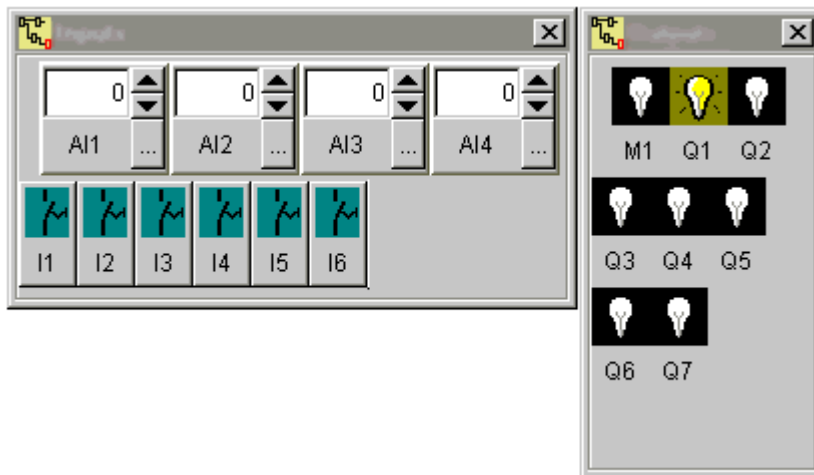 0 0 0 0
AI1 ... AI2 ... AI3 ... AI4 ...
I1 I2 I3 I4 I5 I6
M1 Q1 Q2
Q3 Q4 Q5
Q6 Q7